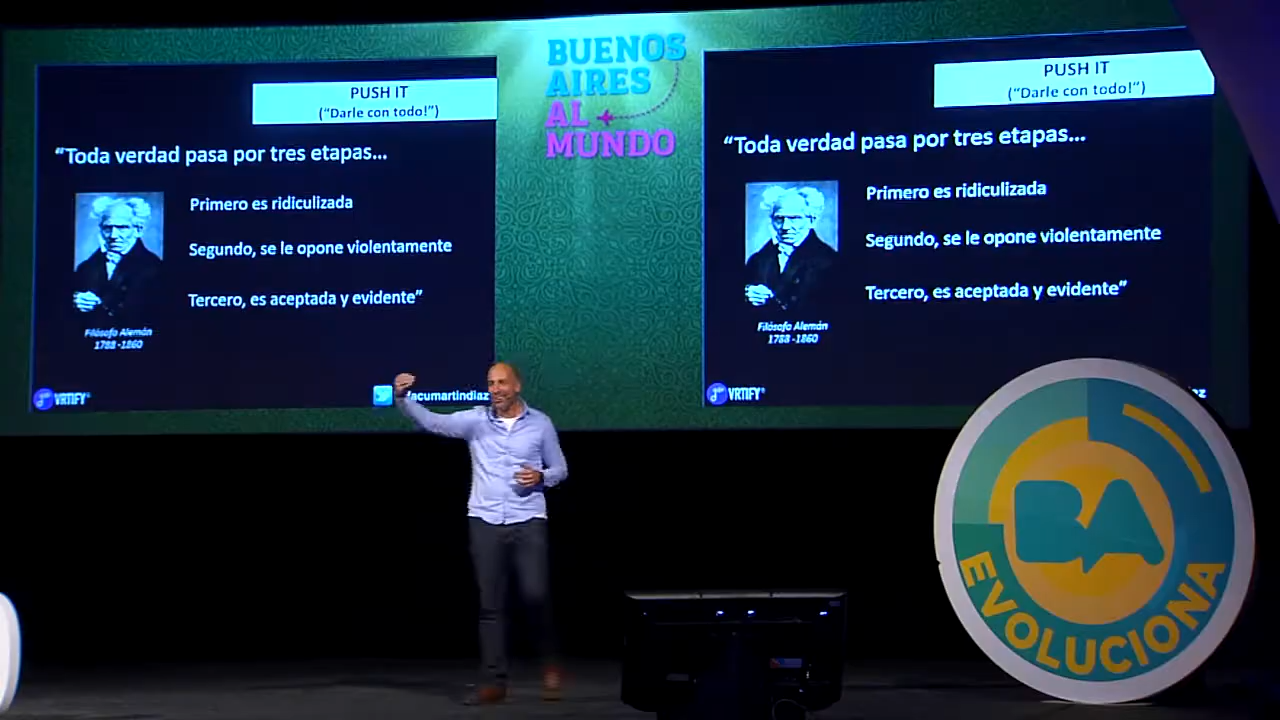 PUSH IT
(“Darle con todo!”)
“Toda verdad pasa por tres etapas...
Primero es ridiculizada
Segundo, se le opone violentamente
Tercero, es aceptada y evidente”
Filósofo Alemán
1788 -1860
VRTIFY
facumartindiaz
BUENOS
AIRES
AL
MUNDO
PUSH IT
(“Darle con todo!”)
“Toda verdad pasa por tres etapas...
Primero es ridiculizada
Segundo, se le opone violentamente
Tercero, es aceptada y evidente”
Filósofo Alemán
1788 -1860
VRTIFY
az
BA
EVOLUCIONA